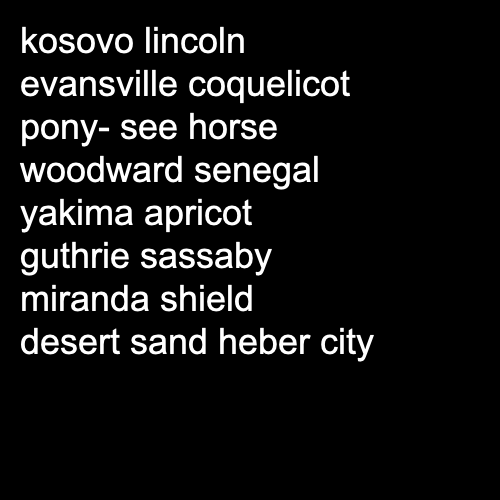 kosovo lincoln
evansville coquelicot
pony- see horse
woodward senegal
yakima apricot
guthrie sassaby
miranda shield
desert sand heber city